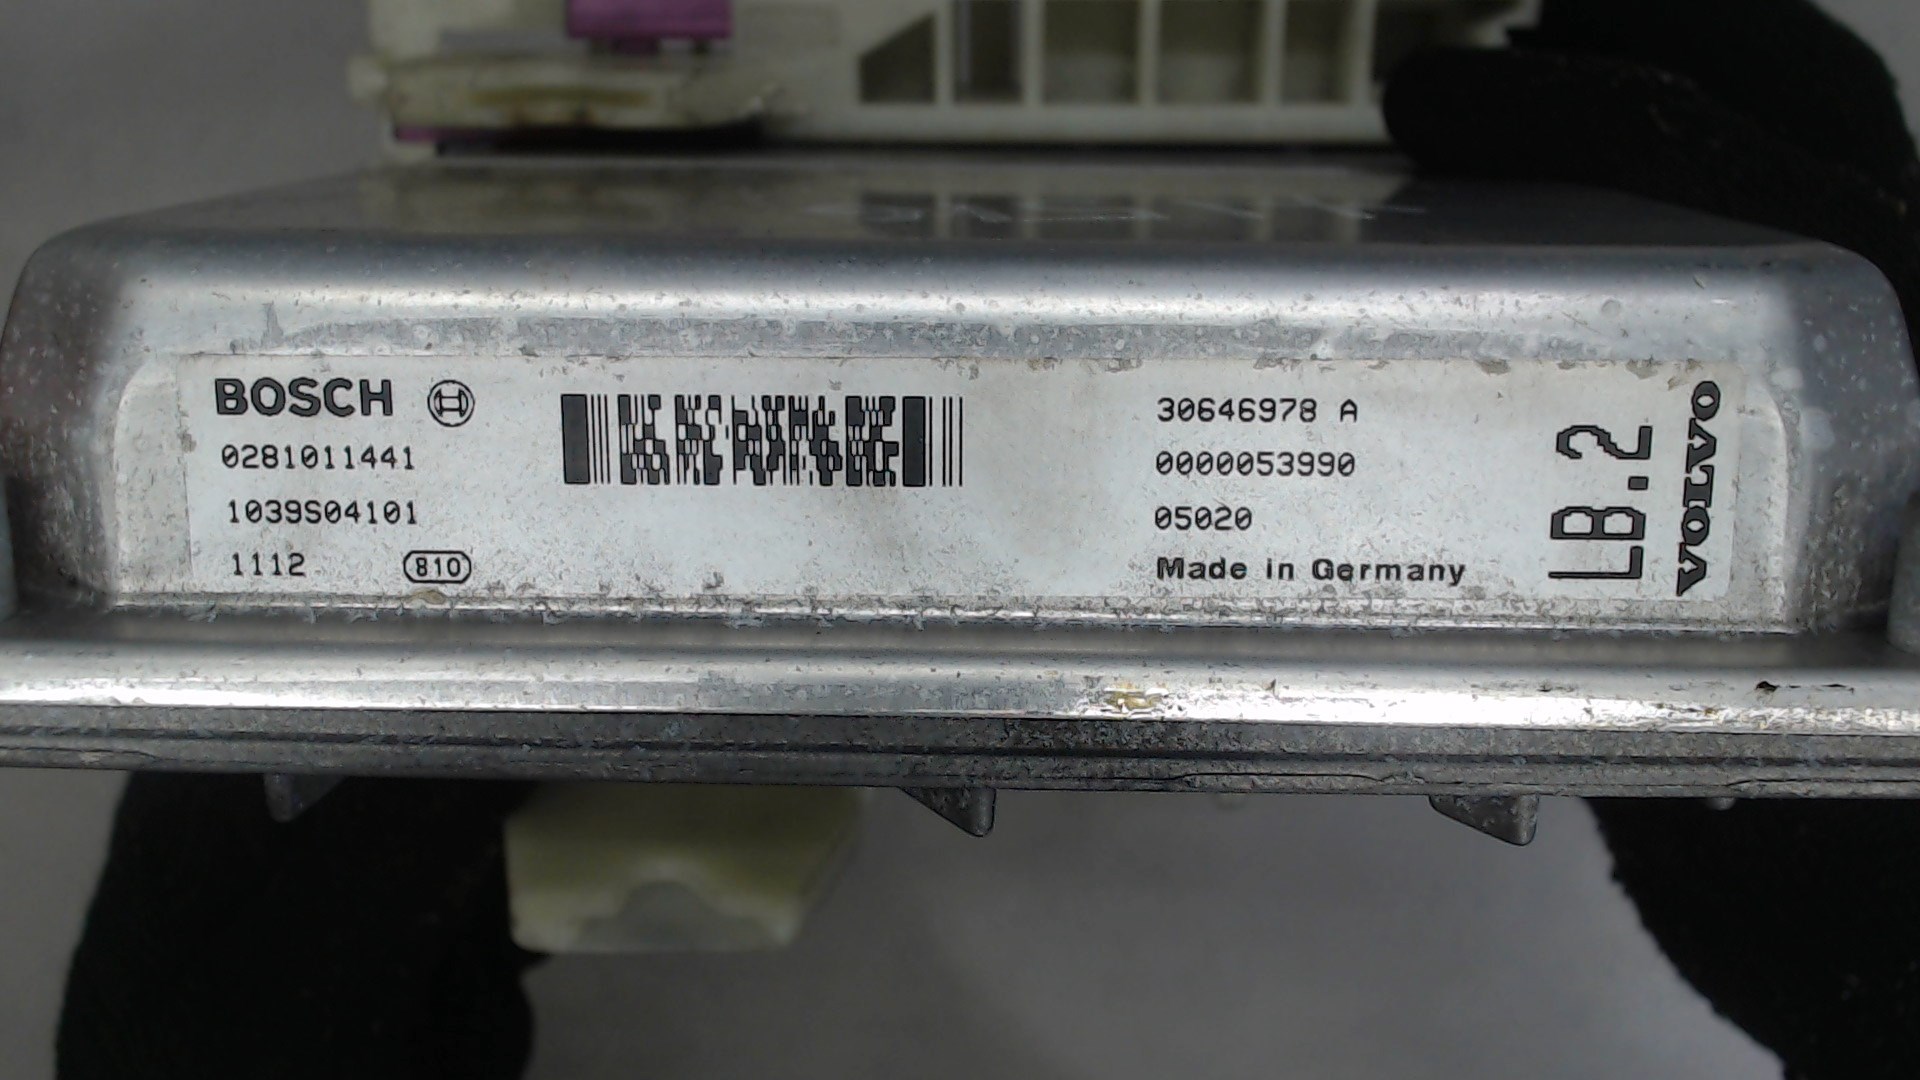 BOSCH
0281011441
1039S04101
1112 810
30646978 A
0000053990
05020
Made in Germany
LB.2
VOLVO